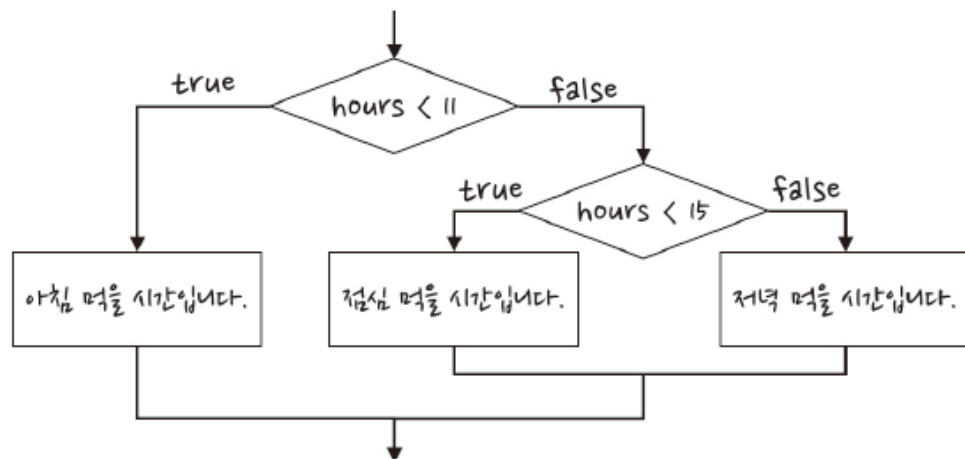 true
hours < 11
false
true
hours < 15
false
아침 먹을 시간입니다.
점심 먹을 시간입니다.
저녁 먹을 시간입니다.